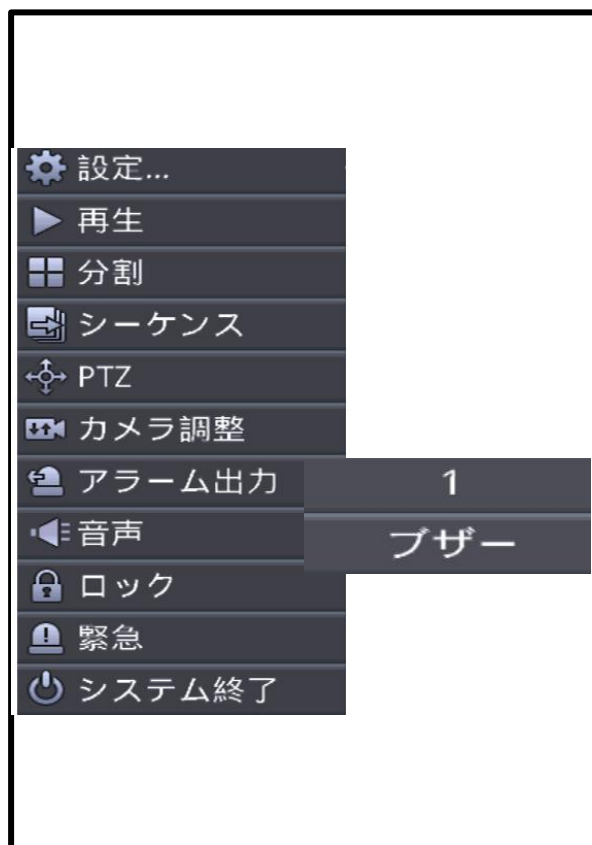 設定...
再生
分割
シーケンス
PTZ
カメラ調整
アラーム出力
1
ブザー
音声
ロック
緊急
システム終了